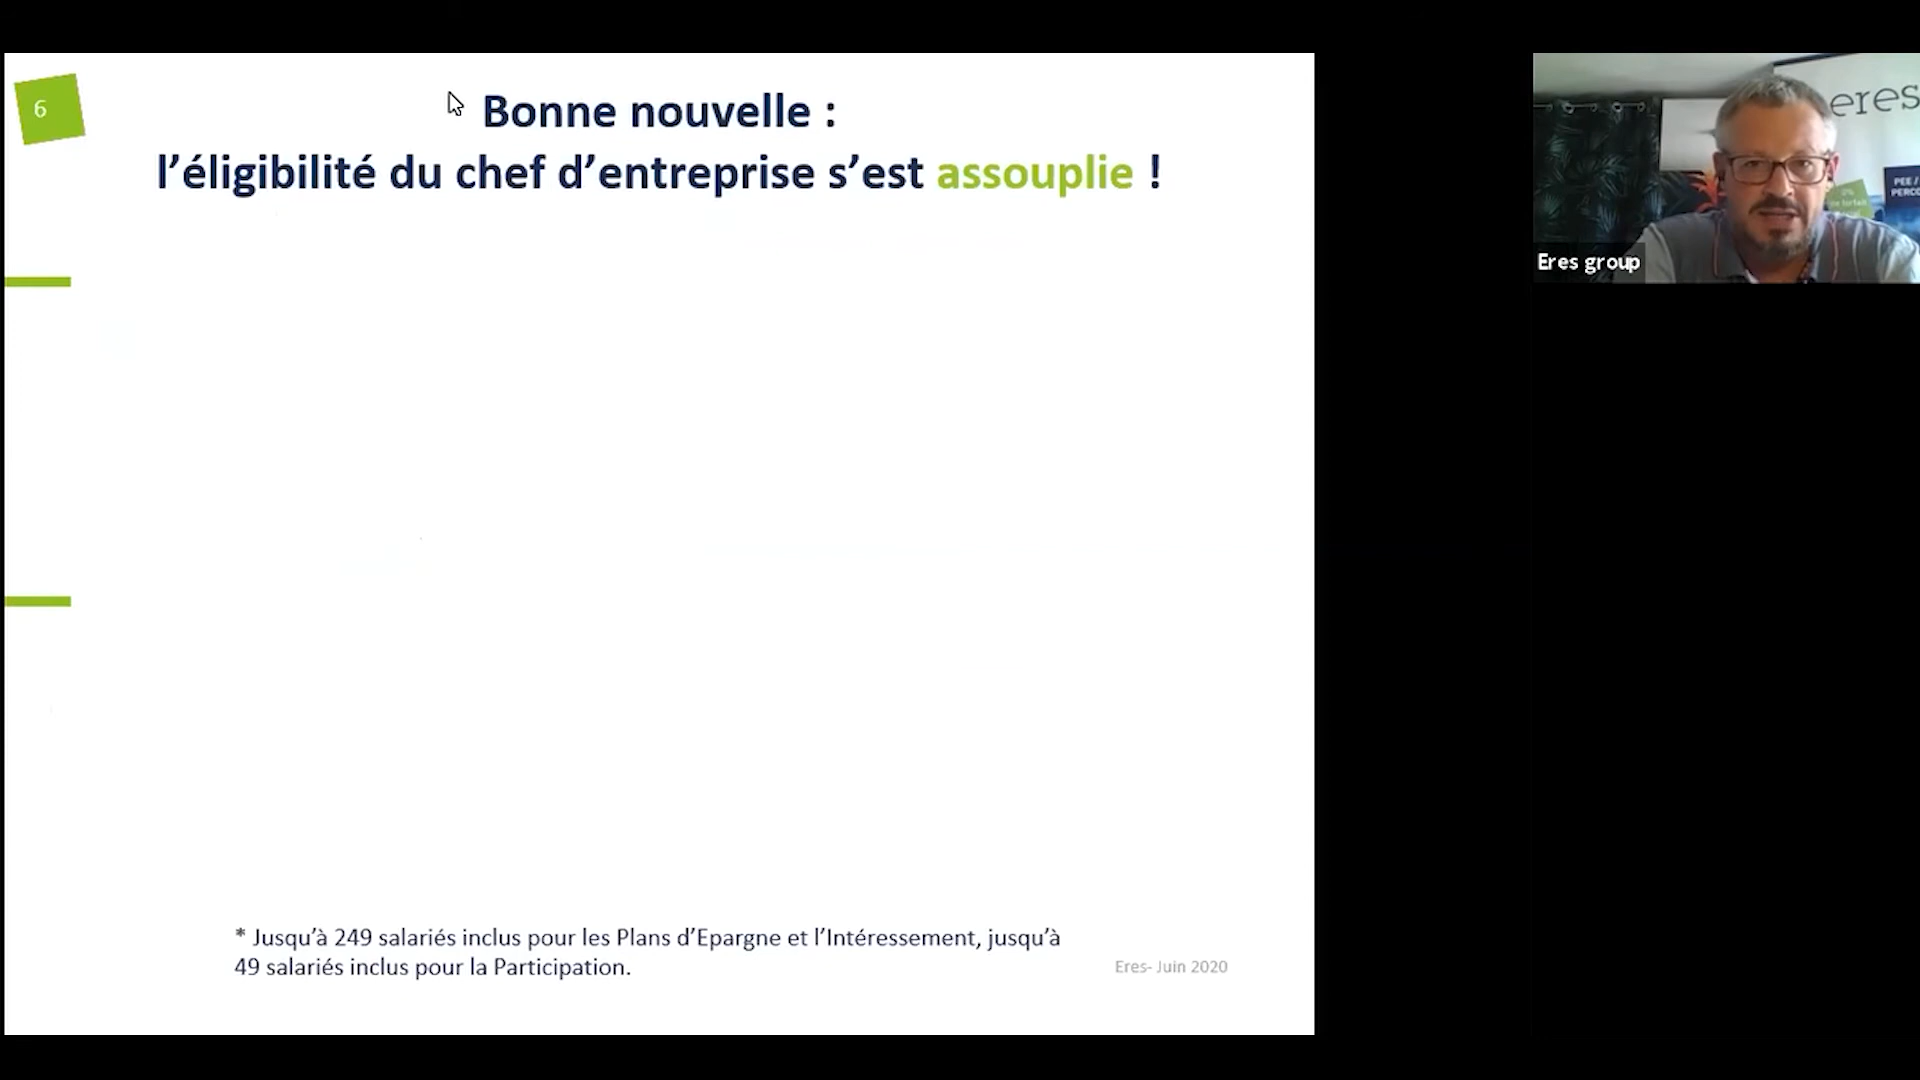 6
Bonne nouvelle :
l’éligibilité du chef d’entreprise s’est assouplie !
* Jusqu’à 249 salariés inclus pour les Plans d’Epargne et l’Intéressement, jusqu’à
49 salariés inclus pour la Participation.
Eres- Juin 2020
eres
PEE /
Eres group